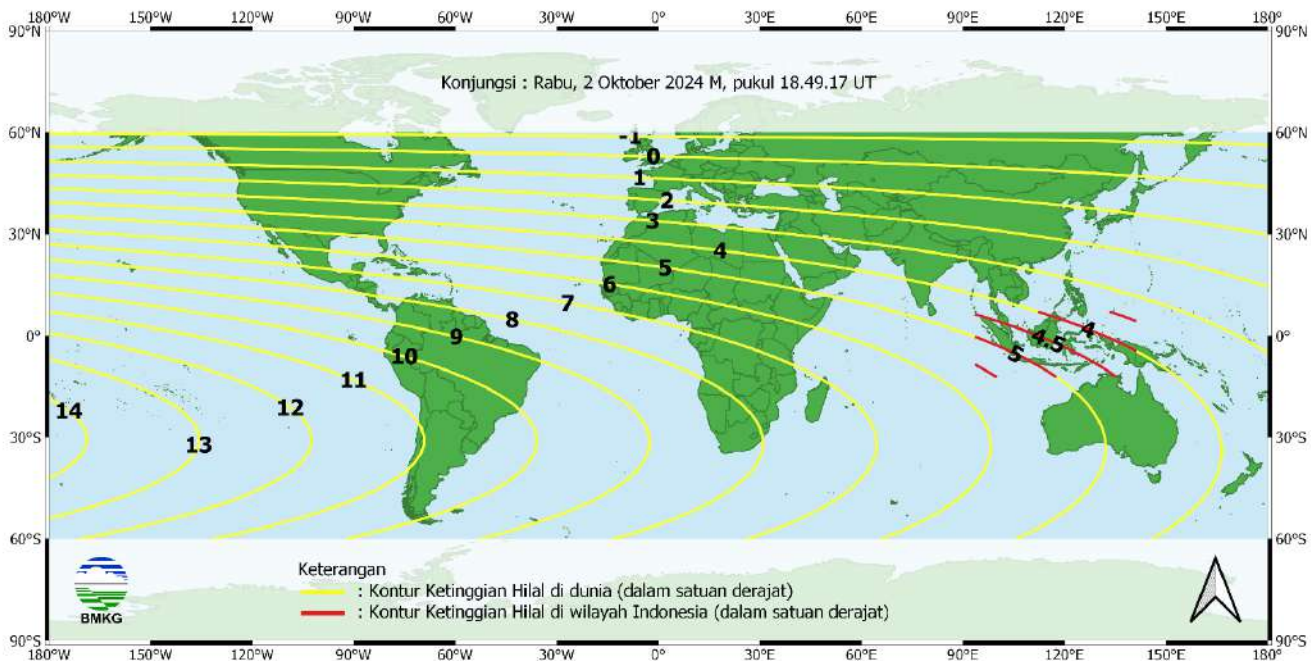 180°W 150°W 120°W 90°W 60°W 30°W 0° 30°E 60°E 90°E 120°E 150°E 180°
90°N 90°N
Konjungsi : Rabu, 2 Oktober 2024 M, pukul 18.49.17 UT
60°N -1 60°N
0
1
2
30°N 3 30°N
4
5
6
7
8 4
0° 9 4.5 0°
10 5
11
14 12
13
30°S 30°S
60°S 60°S
Keterangan
: Kontur Ketinggian Hilal di dunia (dalam satuan derajat)
: Kontur Ketinggian Hilal di wilayah Indonesia (dalam satuan derajat)
BMKG
90°S 90°S
180°W 150°W 120°W 90°W 60°W 30°W 0° 30°E 60°E 90°E 120°E 150°E 180°